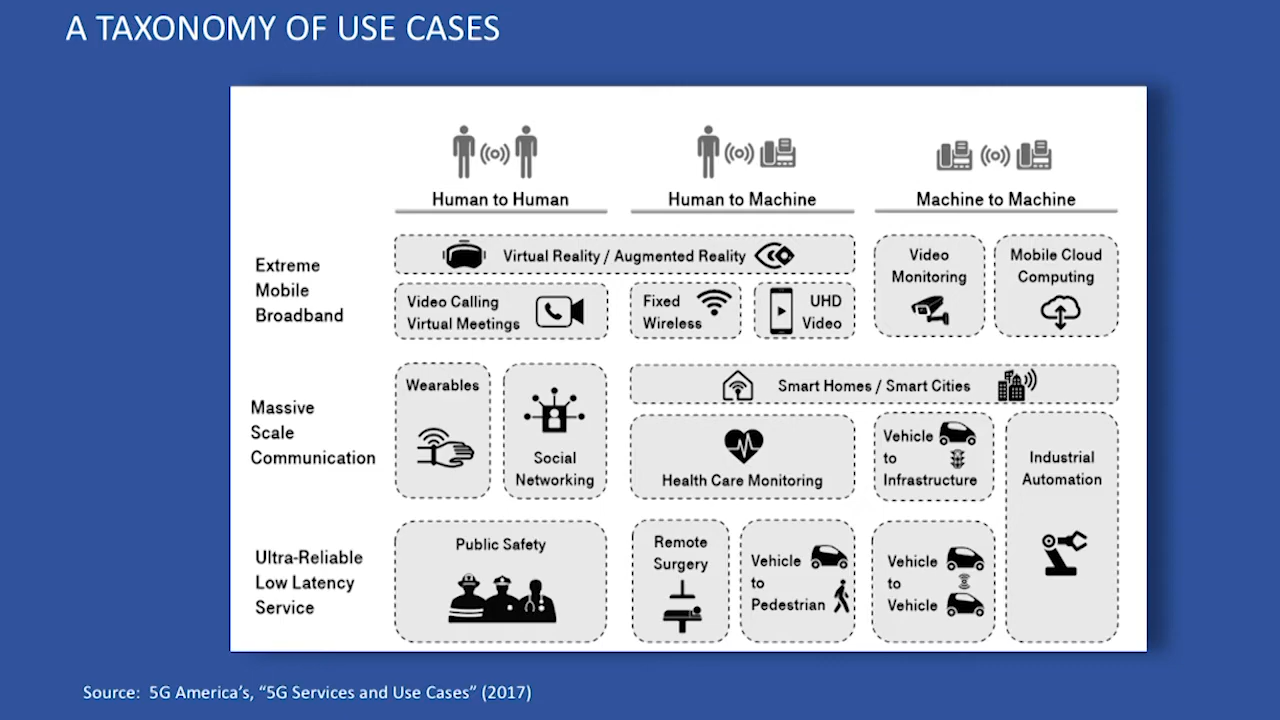 A TAXONOMY OF USE CASES
Human to Human
Human to Machine
Machine to Machine
Extreme
Mobile
Broadband
Virtual Reality / Augmented Reality
Video Calling
Virtual Meetings
Fixed
Wireless
UHD
Video
Video
Monitoring
Mobile Cloud
Computing
Massive
Scale
Communication
Wearables
Social
Networking
Smart Homes / Smart Cities
Health Care Monitoring
Vehicle
to
Infrastructure
Industrial
Automation
Ultra-Reliable
Low Latency
Service
Public Safety
Remote
Surgery
Vehicle
to
Pedestrian
Vehicle
to
Vehicle
Source: 5G America’s, “5G Services and Use Cases” (2017)